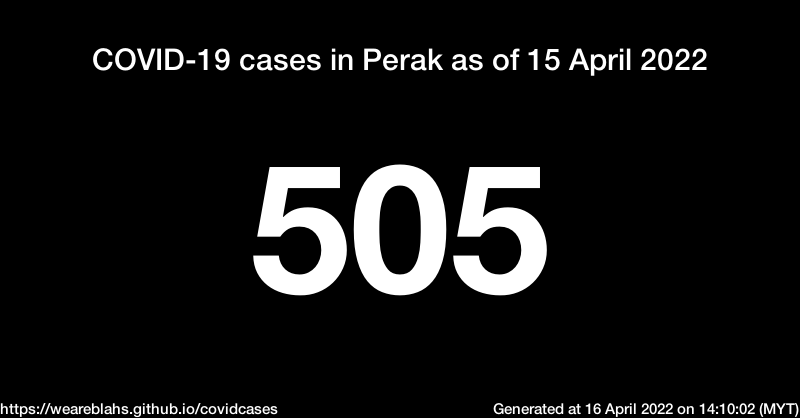 COVID-19 cases in Perak as of 15 April 2022
505
https://weareblahs.github.io/covidcases
Generated at 16 April 2022 on 14:10:02 (MYT)